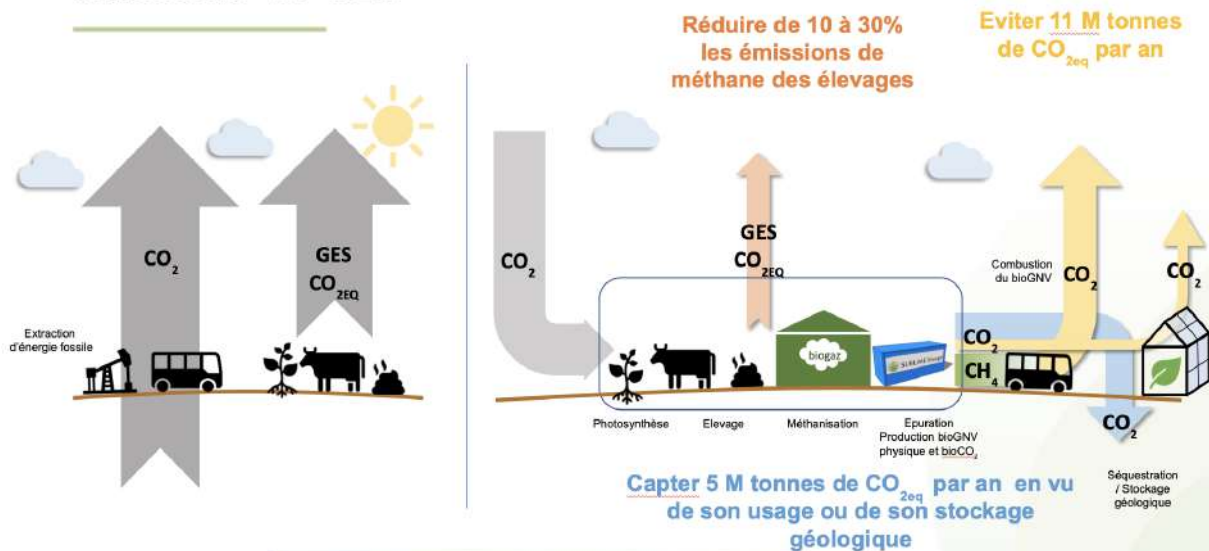 Réduire de 10 à 30%
les émissions de
méthane des élevages
Eviter 11 M tonnes
de CO2eq par an
CO2
GES
CO2EQ
Extraction
d'énergie fossile
CO2
GES
CO2EQ
Combustion
du bioGNV
CO2
CO2
biogaz
CO2
CH4
CO2
Photosynthèse
Elevage
Méthanisation
Epuration
Production bioGNV
physique et bioCO2
Séquestration
/ Stockage
géologique
Capter 5 M tonnes de CO2eq par an en vu
de son usage ou de son stockage
géologique